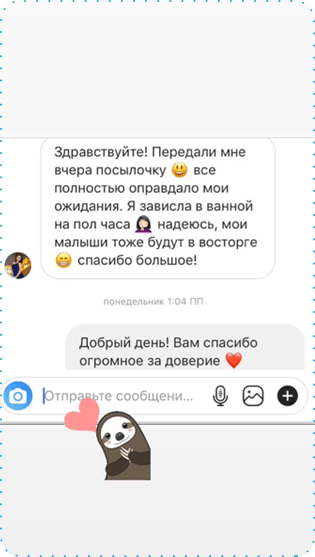 Здравствуйте! Передали мне
вчера посылочку 😃 все
полностью оправдало мои
ожидания. Я зависла в ванной
на пол часа 🤦🏻‍♀️ надеюсь, мои
малыши тоже будут в восторге
😁 спасибо большое!
понедельник 1:04 ПП
Добрый день! Вам спасибо
огромное за доверие ❤️
Отправьте сообщени...